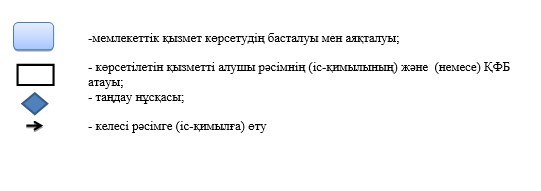 -мемлекеттік қызмет көрсетудің басталуы мен аяқталуы;
- көрсетілетін қызметті алушы рәсімнің (іс-қимылының) және (немесе) ҚФБ
атауы;
- таңдау нұсқасы;
- келесі рәсімге (іс-қимылға) өту